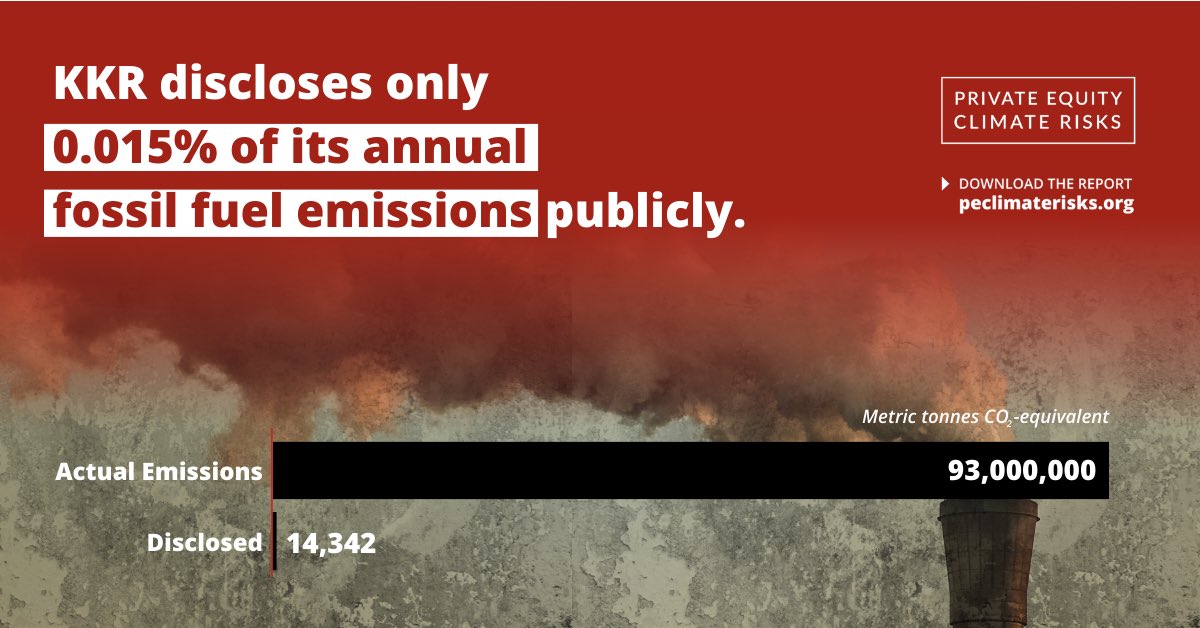 KKR discloses only
0.015% of its annual
fossil fuel emissions publicly.
PRIVATE EQUITY
CLIMATE RISKS
DOWNLOAD THE REPORT
peclimaterisks.org
Metric tonnes CO₂-equivalent
Actual Emissions 93,000,000
Disclosed 14,342